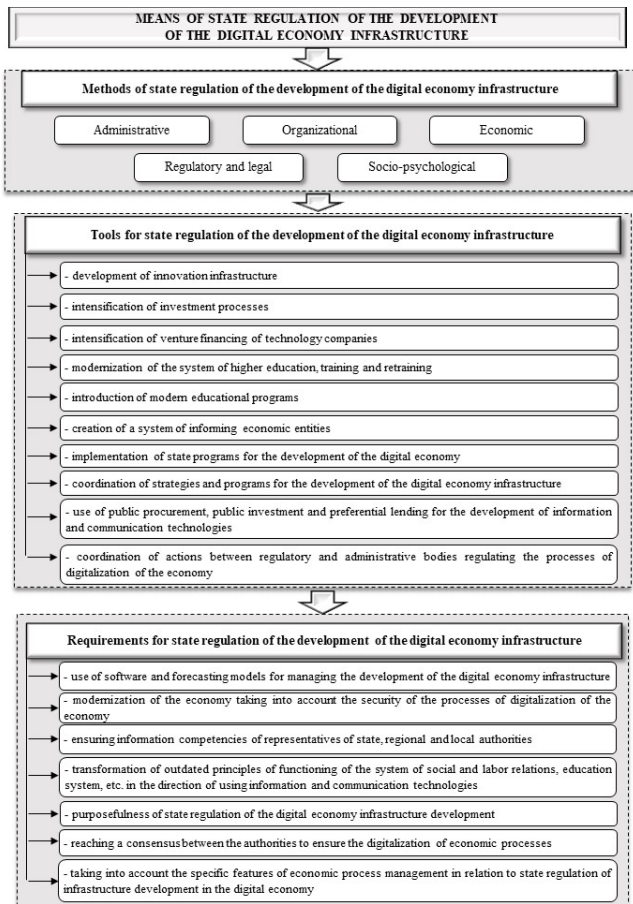 MEANS OF STATE REGULATION OF THE DEVELOPMENT
OF THE DIGITAL ECONOMY INFRASTRUCTURE
Methods of state regulation of the development of the digital economy infrastructure
Administrative
Organizational
Economic
Regulatory and legal
Socio-psychological
Tools for state regulation of the development of the digital economy infrastructure
- development of innovation infrastructure
- intensification of investment processes
- intensification of venture financing of technology companies
- modernization of the system of higher education, training and retraining
- introduction of modern educational programs
- creation of a system of informing economic entities
- implementation of state programs for the development of the digital economy
- coordination of strategies and programs for the development of the digital economy infrastructure
- use of public procurement, public investment and preferential lending for the development of information
and communication technologies
- coordination of actions between regulatory and administrative bodies regulating the processes of
digitalization of the economy
Requirements for state regulation of the development of the digital economy infrastructure
- use of software and forecasting models for managing the development of the digital economy infrastructure
- modernization of the economy taking into account the security of the processes of digitalization of the
economy
- ensuring information competencies of representatives of state, regional and local authorities
- transformation of outdated principles of functioning of the system of social and labor relations, education
system, etc. in the direction of using information and communication technologies
- purposefulness of state regulation of the digital economy infrastructure development
- reaching a consensus between the authorities to ensure the digitalization of economic processes
- taking into account the specific features of economic process management in relation to state regulation of
infrastructure development in the digital economy